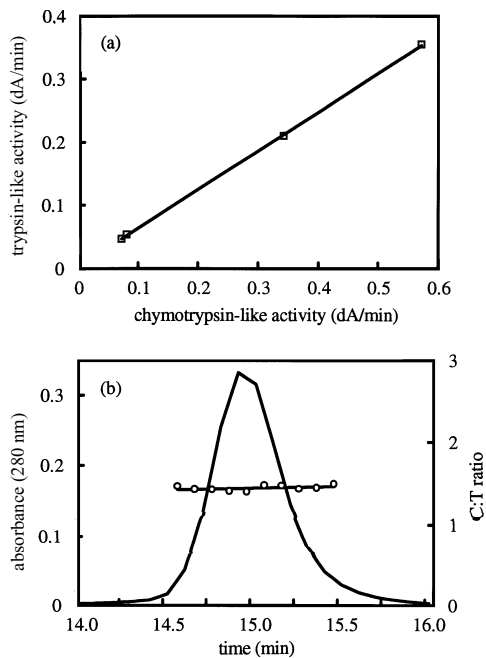 0.4
(a)
0.3
0.2
0.1
0
trypsin-like activity (dA/min)
0 0.1 0.3 0.3 0.4 0.5 0.6
chymotrypsin-like activity (dA/min)
3
(b)
0.3
2
0.2
1
0.1
0
0
absorbance (280 nm)
C:T ratio
14.0 14.5 15.0 15.5 16.0
time (min)